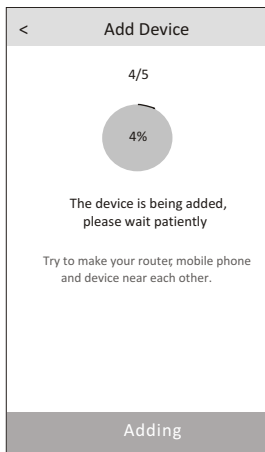 < Add Device
4/5
4%
The device is being added,
please wait patiently
Try to make your router, mobile phone
and device near each other.
Adding